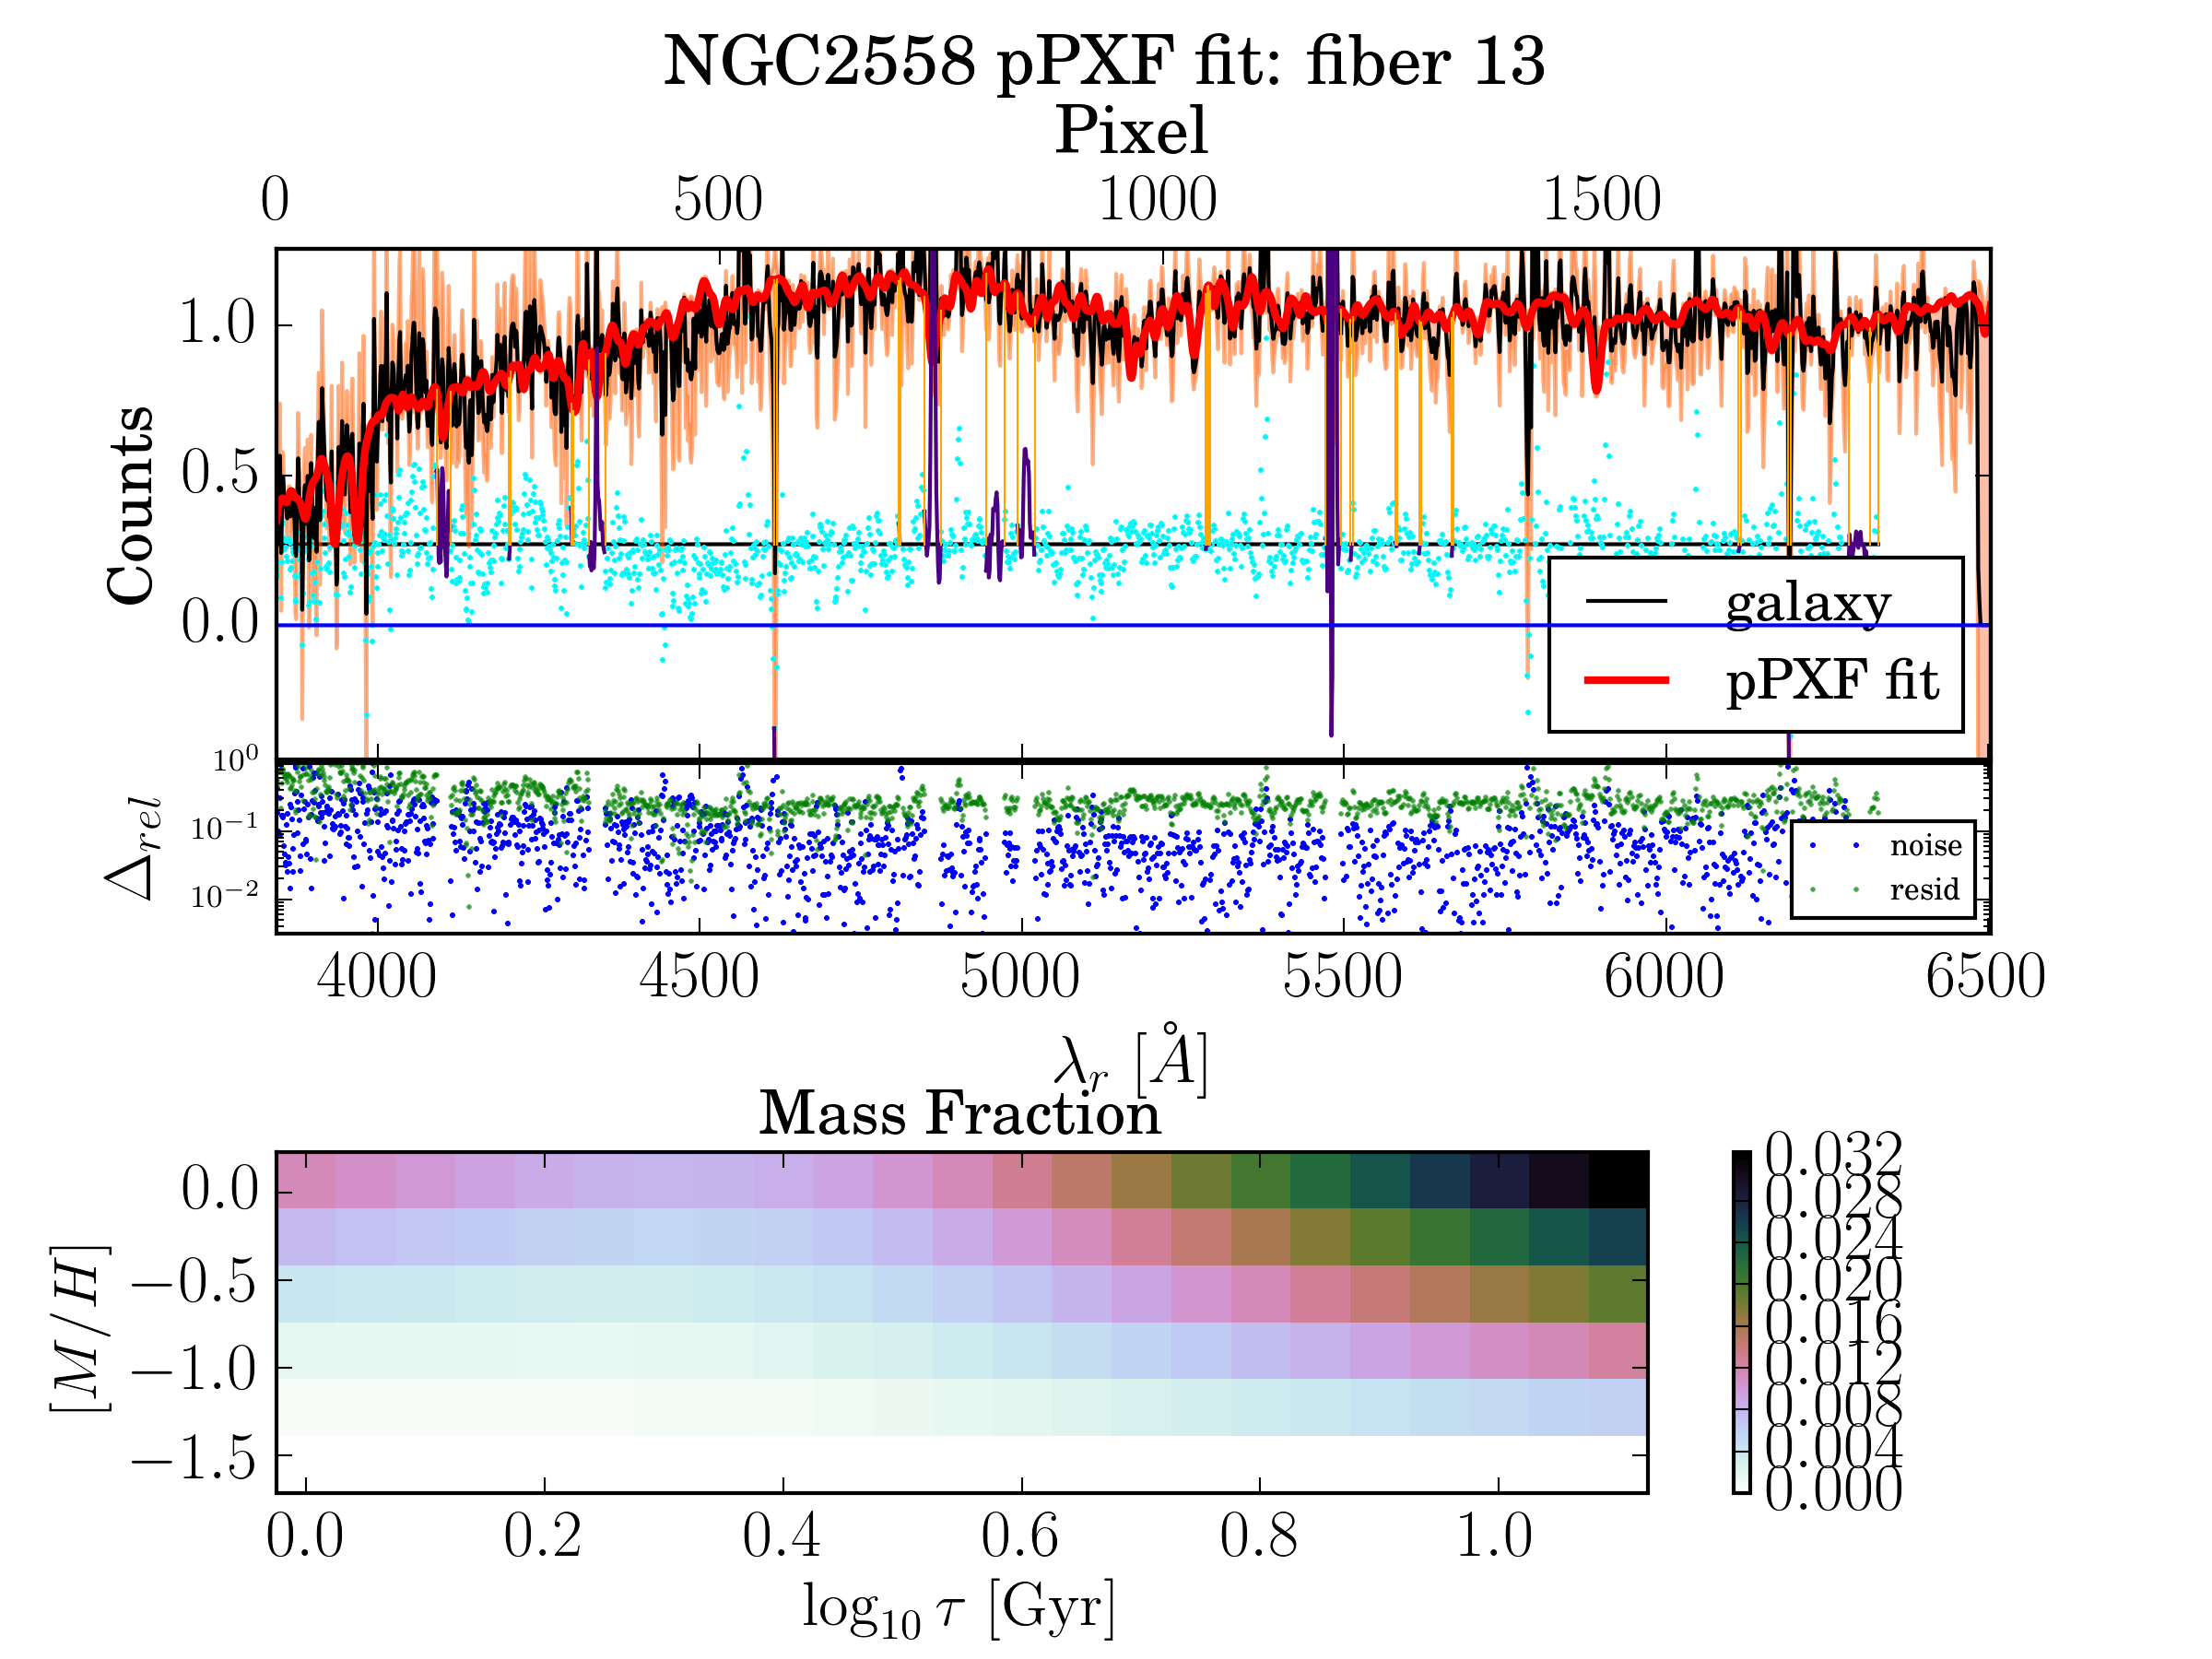 NGC2558 pPXF fit: fiber 13
Pixel
0 500 1000 1500
Counts
1.0
0.5
0.0
galaxy
pPXF fit
Δrel
10⁰
10⁻¹
10⁻²
noise
resid
4000 4500 5000 5500 6000 6500
λr [Å]
Mass Fraction
[M/H]
0.0
−0.5
−1.0
−1.5
0.0 0.2 0.4 0.6 0.8 1.0
log₁₀ τ [Gyr]
0.032
0.028
0.024
0.020
0.016
0.012
0.008
0.004
0.000